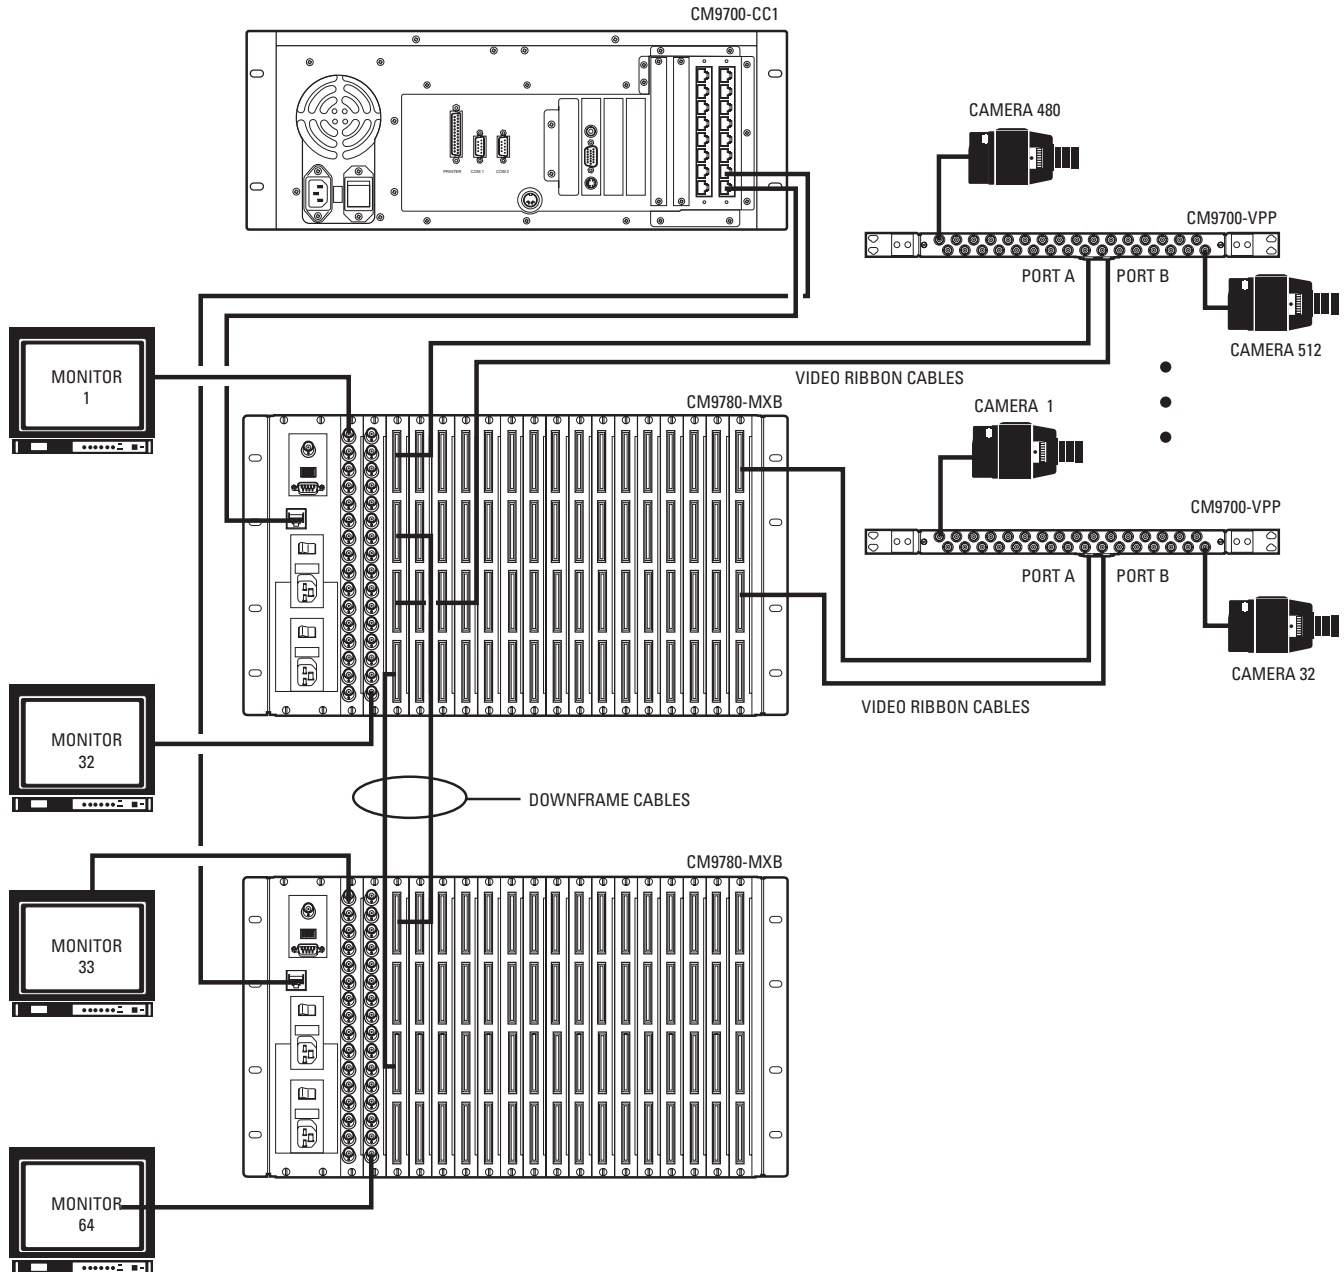 CM9700-CC1
PRINTER
COM 1
COM 2
CAMERA 480
CM9700-VPP
PORT A
PORT B
CAMERA 512
MONITOR
1
VIDEO RIBBON CABLES
CM9780-MXB
CAMERA 1
CM9700-VPP
PORT A
PORT B
CAMERA 32
VIDEO RIBBON CABLES
MONITOR
32
DOWNFRAME CABLES
CM9780-MXB
MONITOR
33
MONITOR
64